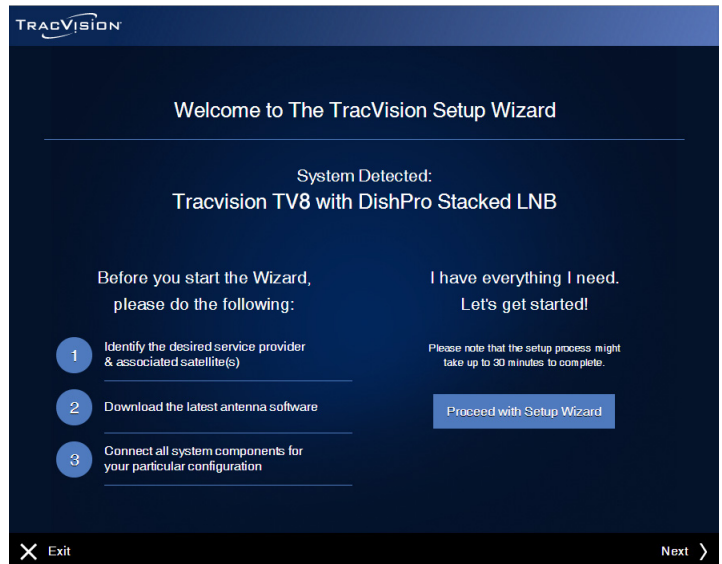 TRACVISION
Welcome to The TracVision Setup Wizard
System Detected:
Tracvision TV8 with DishPro Stacked LNB
Before you start the Wizard,
please do the following:
1
Identify the desired service provider
& associated satellite(s)
2
Download the latest antenna software
3
Connect all system components for
your particular configuration
I have everything I need.
Let's get started!
Please note that the setup process might
take up to 30 minutes to complete.
Proceed with Setup Wizard
Exit
Next